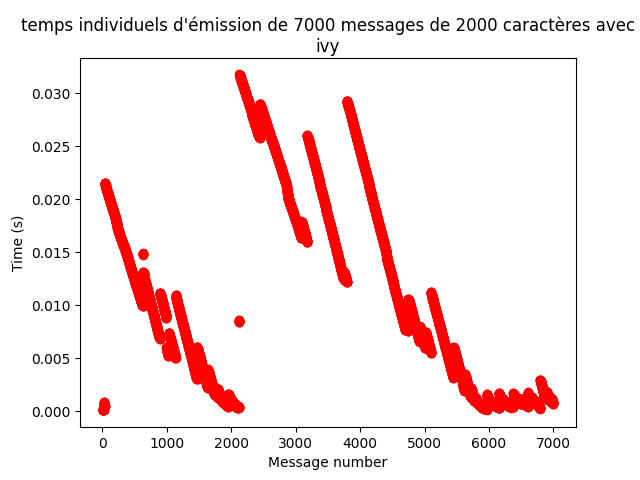 temps individuels d'émission de 7000 messages de 2000 caractères avec
ivy
0.030
0.025
0.020
0.015
0.010
0.005
0.000
Time (s)
0 1000 2000 3000 4000 5000 6000 7000
Message number